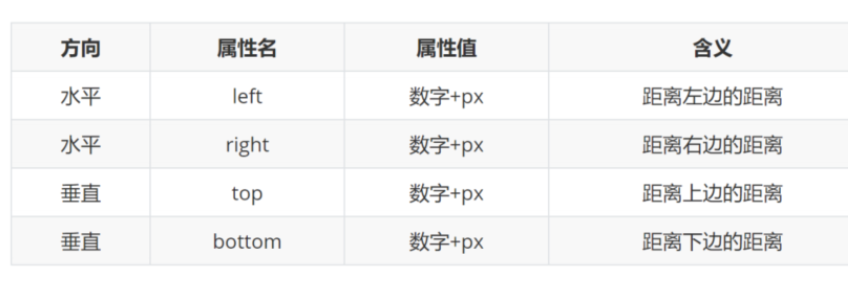 方向 属性名 属性值 含义
水平 left 数字+px 距离左边的距离
水平 right 数字+px 距离右边的距离
垂直 top 数字+px 距离上边的距离
垂直 bottom 数字+px 距离下边的距离